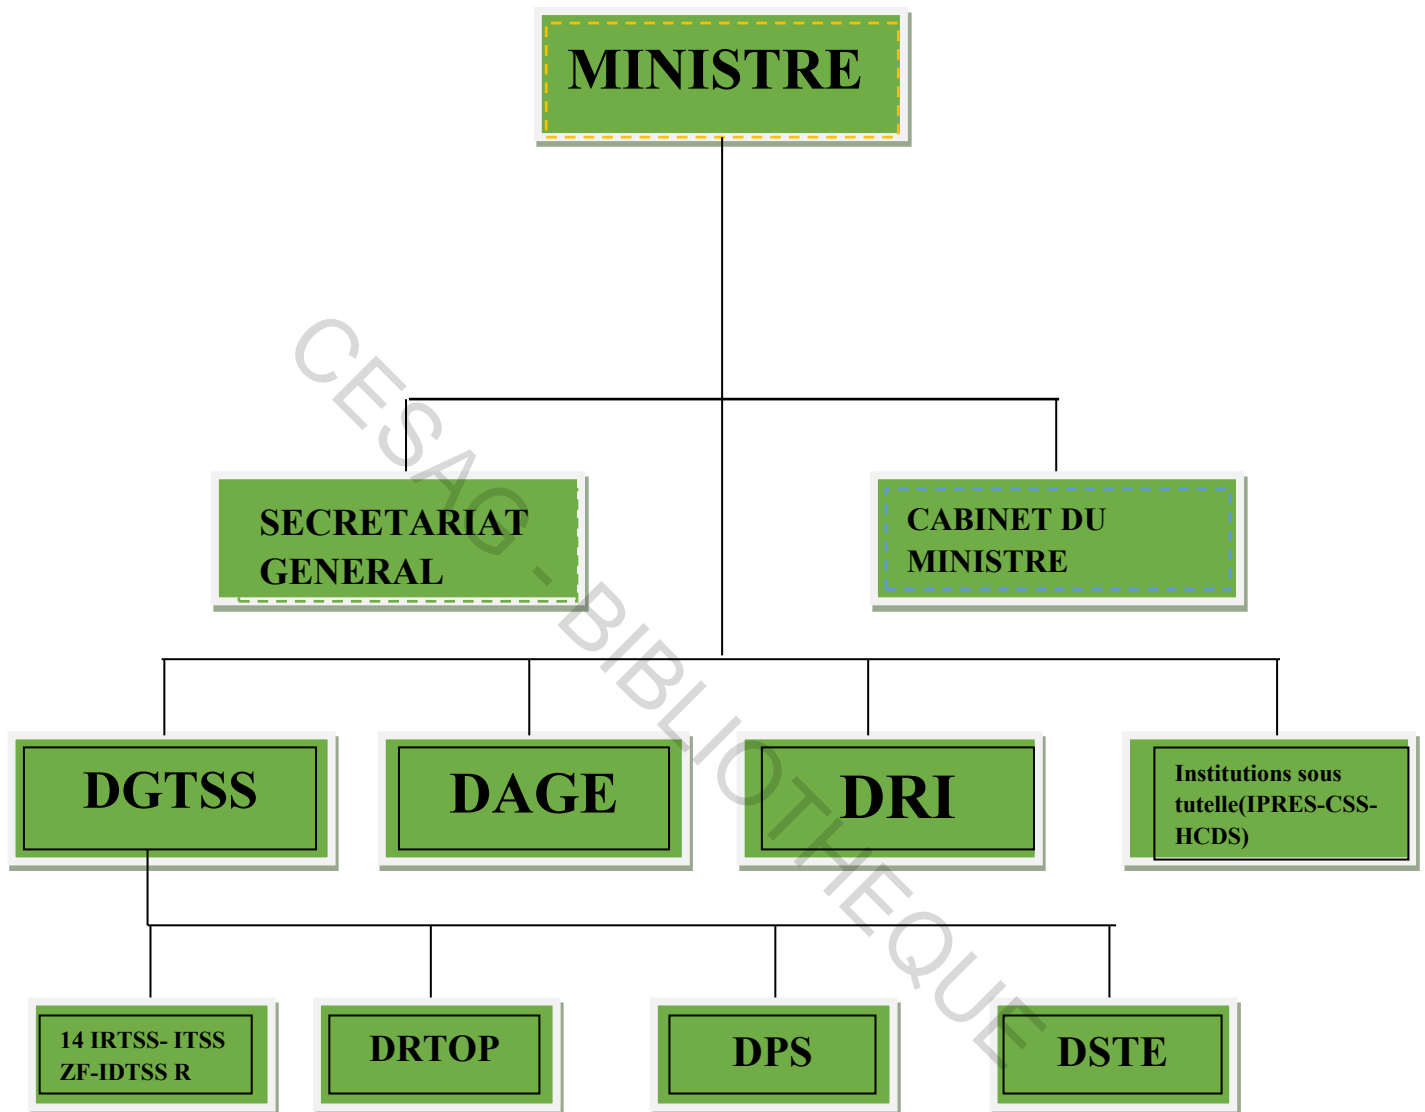 MINISTRE
SECRETARIAT
GENERAL
CABINET DU
MINISTRE
DGTSS
DAGE
DRI
Institutions sous
tutelle(IPRES-CSS-
HCDS)
14 IRTSS- ITSS
ZF-IDTSS R
DRTOP
DPS
DSTE
CESAG - BIBLIOTHEQUE